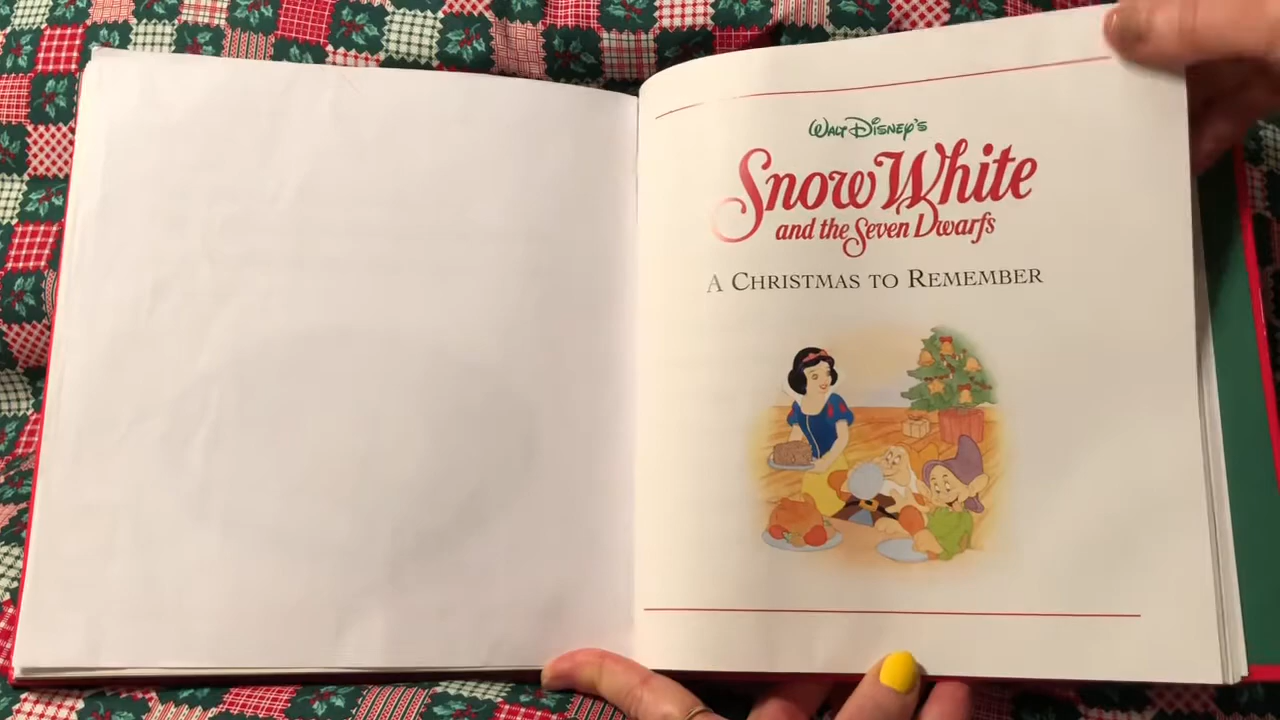 Walt Disney's
Snow White
and the Seven Dwarfs
A Christmas to Remember